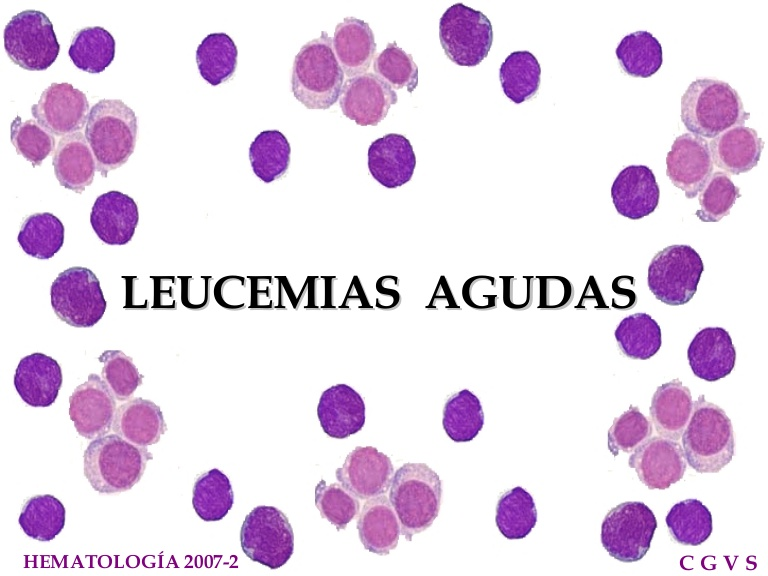 LEUCEMIAS AGUDAS
HEMATOLOGÍA 2007-2
C G V S